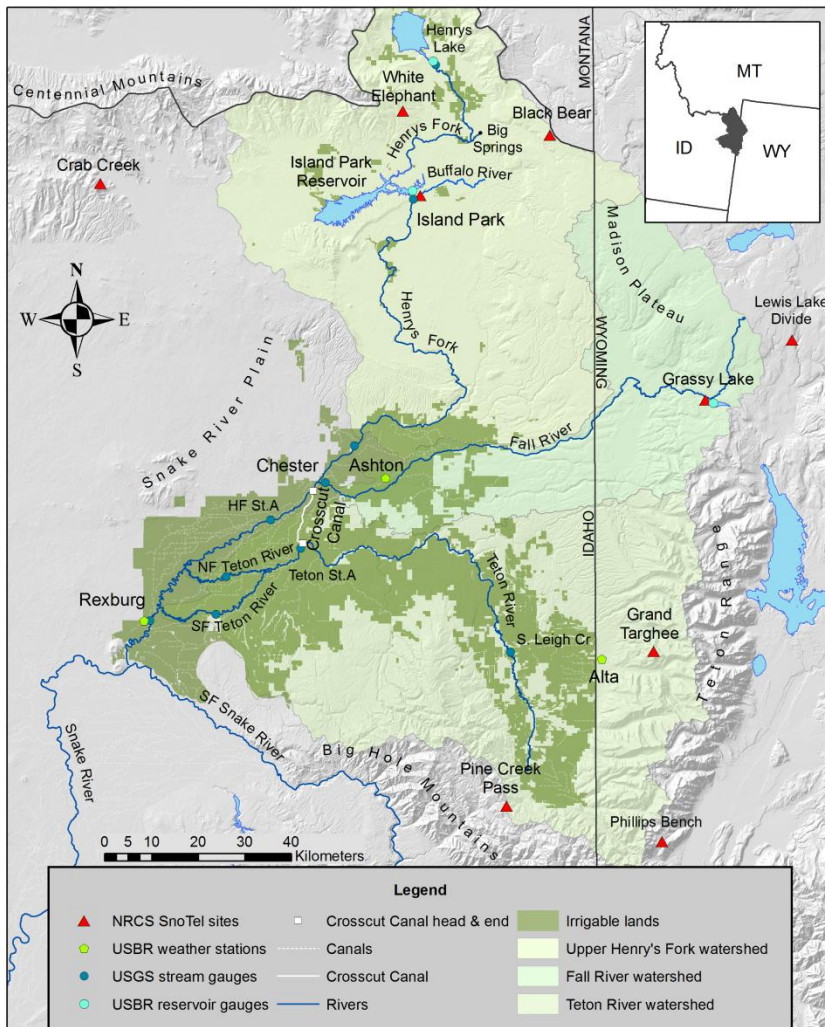 Henrys
Lake
MONTANA
MT
ID
WY
Centennial Mountains
White
Elephant
Black Bear
Henrys Fork
Big
Springs
Crab Creek
Island Park
Reservoir
Buffalo River
Island Park
N
W
E
S
Madison Plateau
Lewis Lake
Divide
Henrys Fork
WYOMING
Grassy Lake
Snake River Plain
Fall River
Chester
Ashton
HF St.A
Crosscut
Canal
IDAHO
NF Teton River
Teton St.A
Teton River
Rexburg
SF Teton River
S. Leigh Cr
Grand
Targhee
Alta
Teton Range
SF Snake River
Snake River
Big Hole Mountains
Pine Creek
Pass
Phillips Bench
0 5 10 20 30 40
Kilometers
Legend
NRCS SnoTel sites
USBR weather stations
USGS stream gauges
USBR reservoir gauges
Crosscut Canal head & end
Canals
Crosscut Canal
Rivers
Irrigable lands
Upper Henry's Fork watershed
Fall River watershed
Teton River watershed